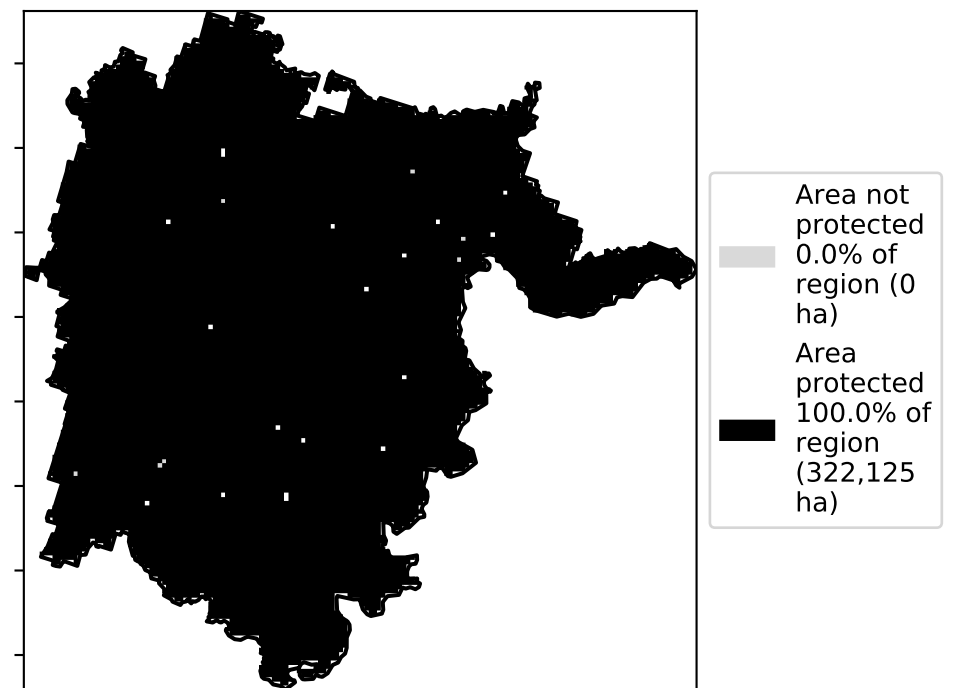 Area not
protected
0.0% of
region (0
ha)
Area
protected
100.0% of
region
(322,125
ha)